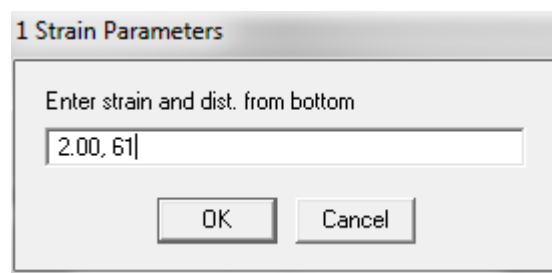 1 Strain Parameters
Enter strain and dist. from bottom
2.00, 61
OK Cancel